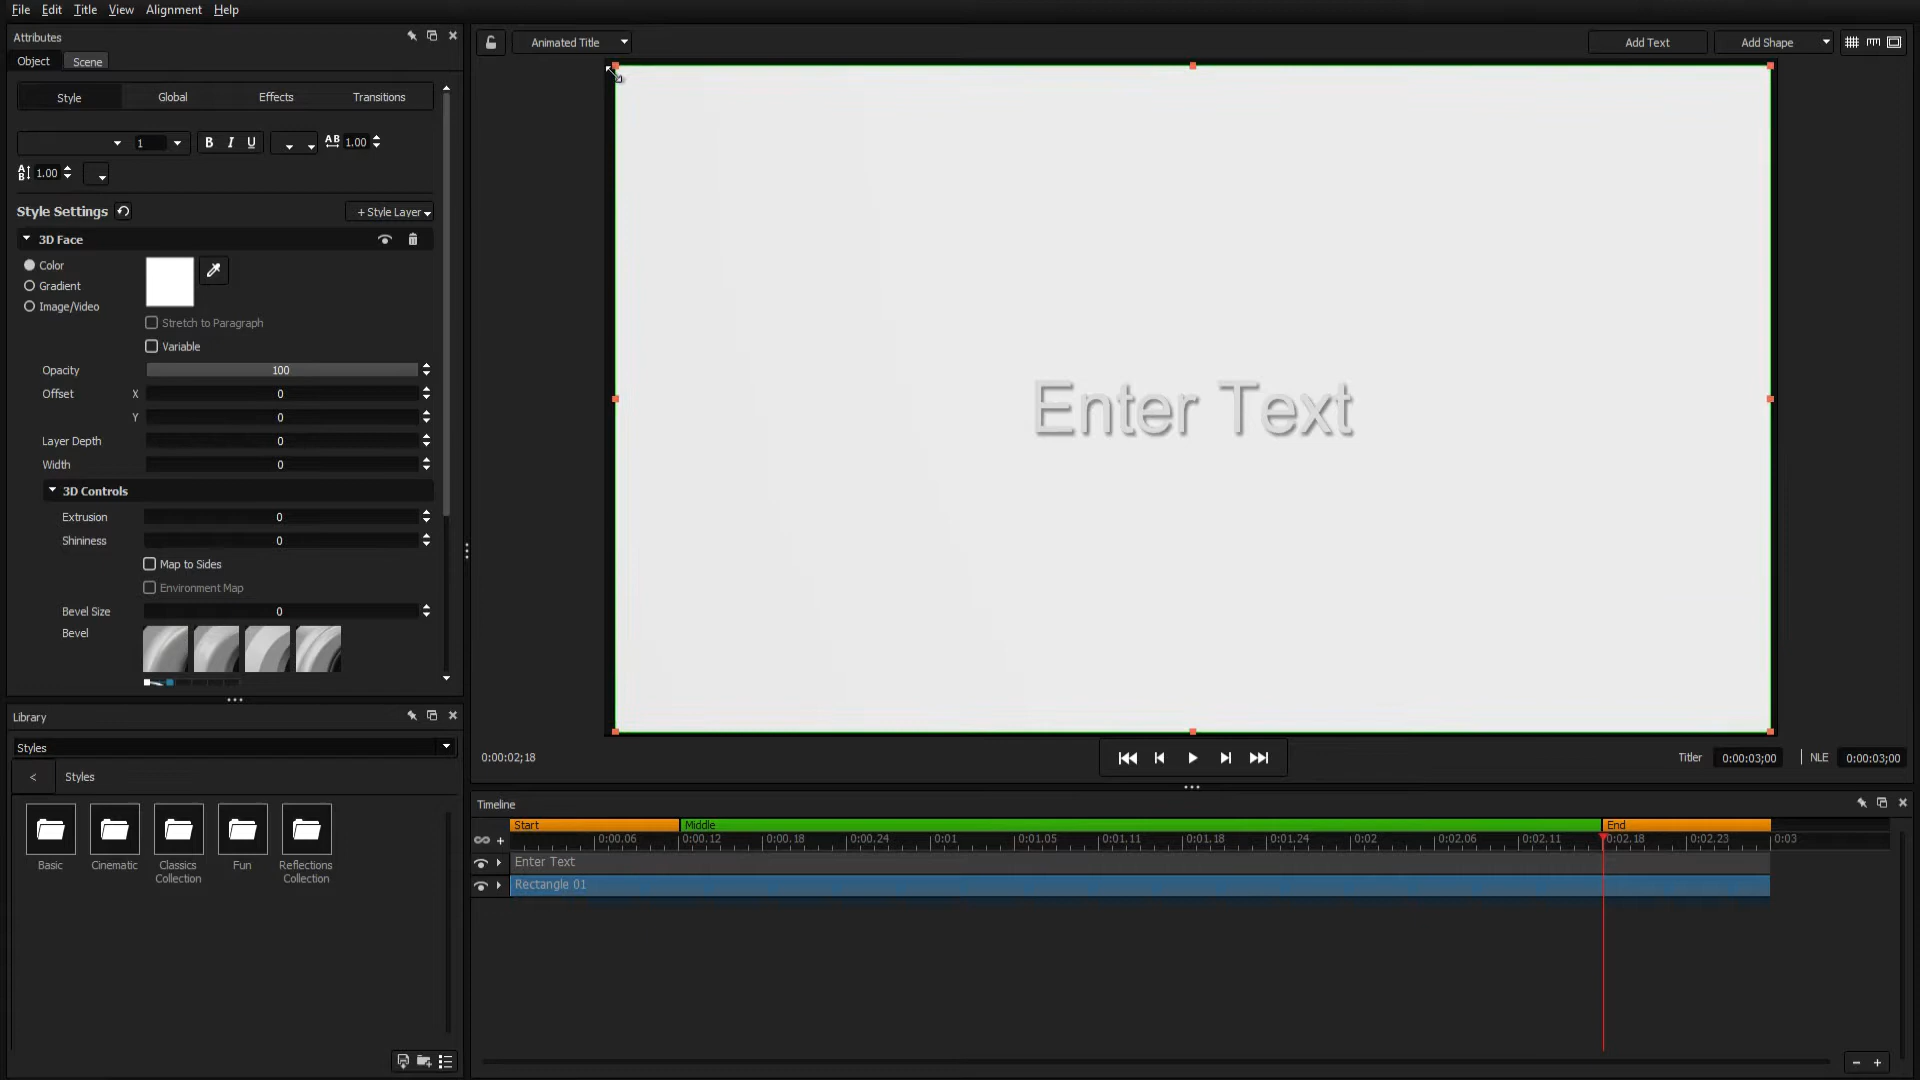 File Edit Title View Alignment Help
Attributes
Object Scene
Style Global Effects Transitions
1 B I U AB 1.00
AB 1.00
Style Settings + Style Layer
3D Face
Color
Gradient
Image/Video
Stretch to Paragraph
Variable
Opacity 100
Offset X 0
Y 0
Layer Depth 0
Width 0
3D Controls
Extrusion 0
Shininess 0
Map to Sides
Environment Map
Bevel Size 0
Bevel
Library
Styles
< Styles
Basic Cinematic Classics Collection Fun Reflections Collection
Animated Title Add Text Add Shape
Enter Text
0:00:02;18 Titler 0:00:03;00 NLE 0:00:03;00
Timeline
Start Middle End
0:00.06 0:00.12 0:00.18 0:00.24 0:01 0:01.05 0:01.11 0:01.18 0:01.24 0:02 0:02.06 0:02.11 0:02.18 0:02.23 0:03
Enter Text
Rectangle 01